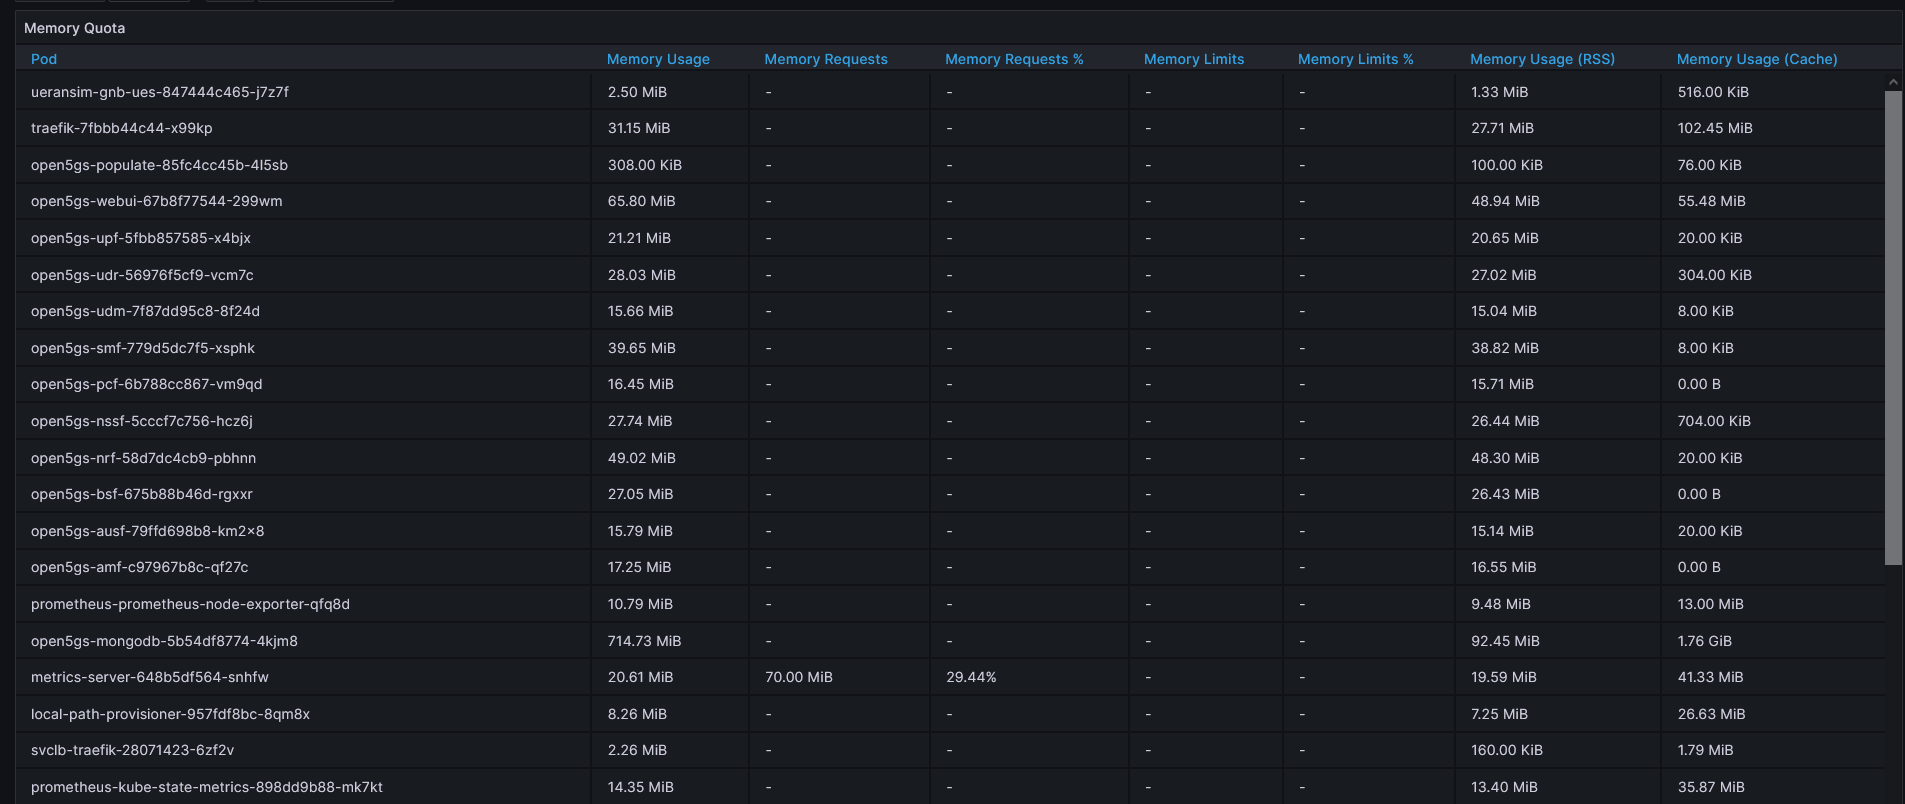 Memory Quota
Pod Memory Usage Memory Requests Memory Requests % Memory Limits Memory Limits % Memory Usage (RSS) Memory Usage (Cache)
ueransim-gnb-ues-847444c465-j7z7f 2.50 MiB - - - - 1.33 MiB 516.00 KiB
traefik-7fbbb44c44-x99kp 31.15 MiB - - - - 27.71 MiB 102.45 MiB
open5gs-populate-85fc4cc45b-4l5sb 308.00 KiB - - - - 100.00 KiB 76.00 KiB
open5gs-webui-67b8f77544-299wm 65.80 MiB - - - - 48.94 MiB 55.48 MiB
open5gs-upf-5fbb857585-x4bjx 21.21 MiB - - - - 20.65 MiB 20.00 KiB
open5gs-udr-56976f5cf9-vcm7c 28.03 MiB - - - - 27.02 MiB 304.00 KiB
open5gs-udm-7f87dd95c8-8f24d 15.66 MiB - - - - 15.04 MiB 8.00 KiB
open5gs-smf-779d5dc7f5-xsphk 39.65 MiB - - - - 38.82 MiB 8.00 KiB
open5gs-pcf-6b788cc867-vm9qd 16.45 MiB - - - - 15.71 MiB 0.00 B
open5gs-nssf-5cccf7c756-hcz6j 27.74 MiB - - - - 26.44 MiB 704.00 KiB
open5gs-nrf-58d7dc4cb9-pbhnn 49.02 MiB - - - - 48.30 MiB 20.00 KiB
open5gs-bsf-675b88b46d-rgxxr 27.05 MiB - - - - 26.43 MiB 0.00 B
open5gs-ausf-79ffd698b8-km2x8 15.79 MiB - - - - 15.14 MiB 20.00 KiB
open5gs-amf-c97967b8c-qf27c 17.25 MiB - - - - 16.55 MiB 0.00 B
prometheus-prometheus-node-exporter-qfq8d 10.79 MiB - - - - 9.48 MiB 13.00 MiB
open5gs-mongodb-5b54df8774-4kjm8 714.73 MiB - - - - 92.45 MiB 1.76 GiB
metrics-server-648b5df564-snhfw 20.61 MiB 70.00 MiB 29.44% - - 19.59 MiB 41.33 MiB
local-path-provisioner-957fdf8bc-8qm8x 8.26 MiB - - - - 7.25 MiB 26.63 MiB
svclb-traefik-28071423-6zf2v 2.26 MiB - - - - 160.00 KiB 1.79 MiB
prometheus-kube-state-metrics-898dd9b88-mk7kt 14.35 MiB - - - - 13.40 MiB 35.87 MiB